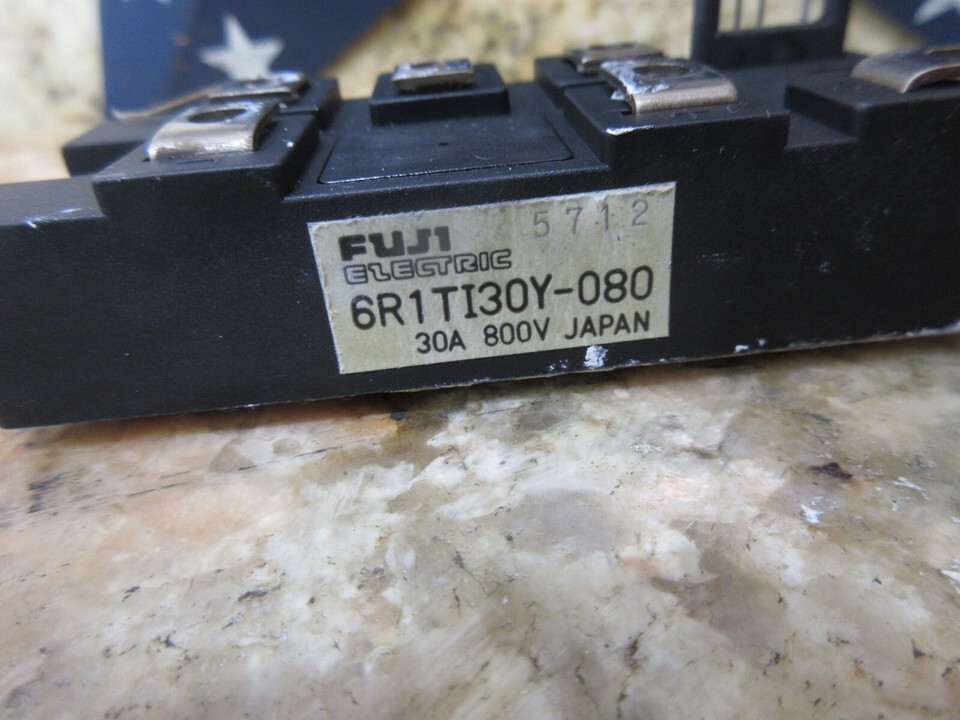 5712
FUJI
ELECTRIC
6R1TI30Y-080
30A 800V JAPAN